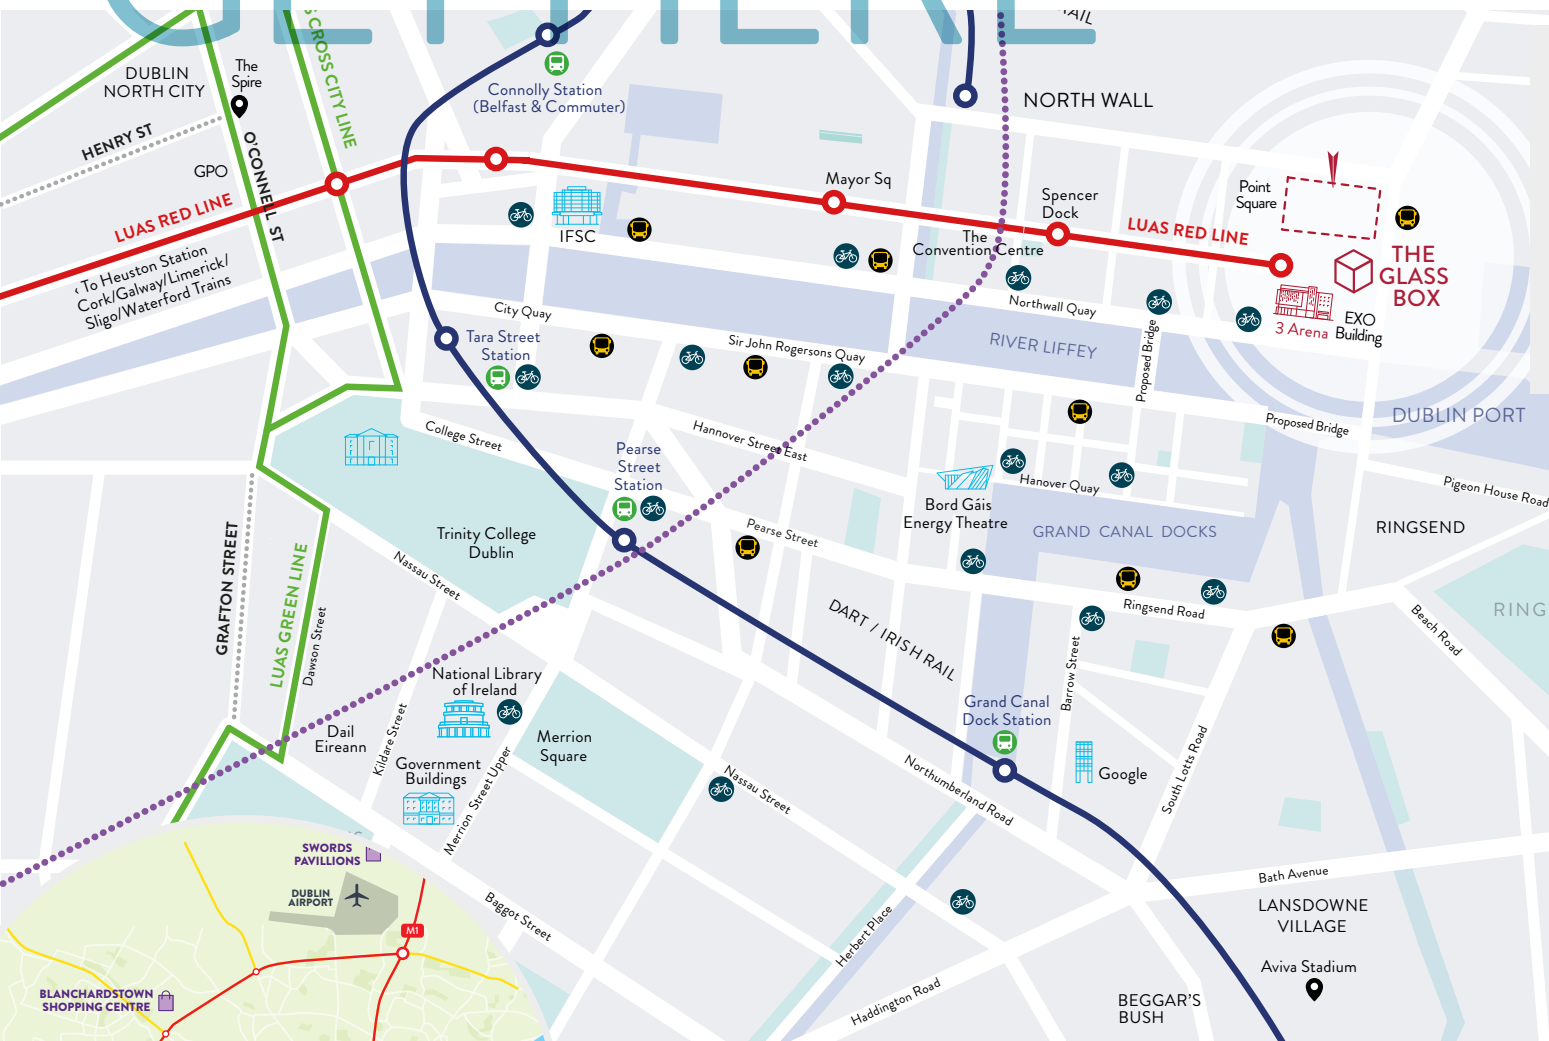 GET HERE
DUBLIN
NORTH CITY
The
Spire
S CROSS CITY LINE
HENRY ST
O'CONNELL ST
GPO
LUAS RED LINE
‹ To Heuston Station
Cork/Galway/Limerick/
Sligo/Waterford Trains
Connolly Station
(Belfast & Commuter)
IFSC
Mayor Sq
NORTH WALL
Spencer
Dock
The
Convention Centre
LUAS RED LINE
Point
Square
THE
GLASS
BOX
3 Arena
EXO
Building
City Quay
Northwall Quay
Tara Street
Station
Sir John Rogersons Quay
RIVER LIFFEY
Proposed Bridge
DUBLIN PORT
Proposed Bridge
College Street
Hannover Street East
Pearse
Street
Station
Hanover Quay
Pigeon House Road
Bord Gáis
Energy Theatre
GRAND CANAL DOCKS
RINGSEND
Trinity College
Dublin
Pearse Street
Nassau Street
GRAFTON STREET
LUAS GREEN LINE
Dawson Street
DART / IRISH RAIL
Ringsend Road
RING
Beach Road
Barrow Street
National Library
of Ireland
Grand Canal
Dock Station
Dail
Eireann
Kildare Street
Merrion
Square
Government
Buildings
Merrion Street Upper
Nassau Street
Northumberland Road
Google
South Lotts Road
SWORDS
PAVILLIONS
DUBLIN
AIRPORT
M1
Baggot Street
Herbert Place
Bath Avenue
LANSDOWNE
VILLAGE
Aviva Stadium
BLANCHARDSTOWN
SHOPPING CENTRE
Haddington Road
BEGGAR'S
BUSH